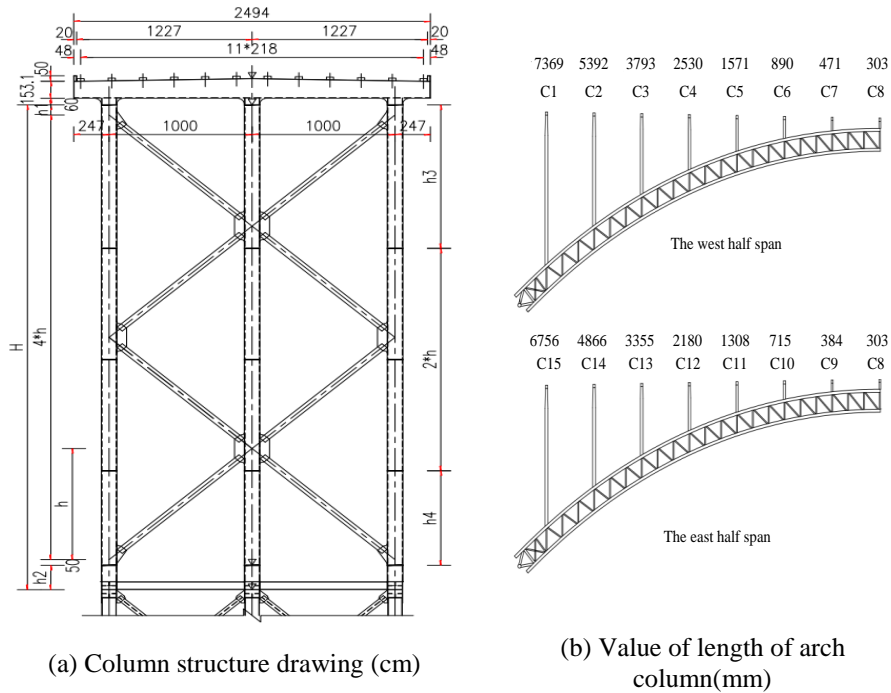 2494
20 1227 1227 20
48 11*218 48
50
153.1
h1
60
247 1000 1000 247
h3
H
4*h
2*h
h
h4
50
h2
(a) Column structure drawing (cm)
7369 5392 3793 2530 1571 890 471 303
C1 C2 C3 C4 C5 C6 C7 C8
The west half span
6756 4866 3355 2180 1308 715 384 303
C15 C14 C13 C12 C11 C10 C9 C8
The east half span
(b) Value of length of arch
column(mm)